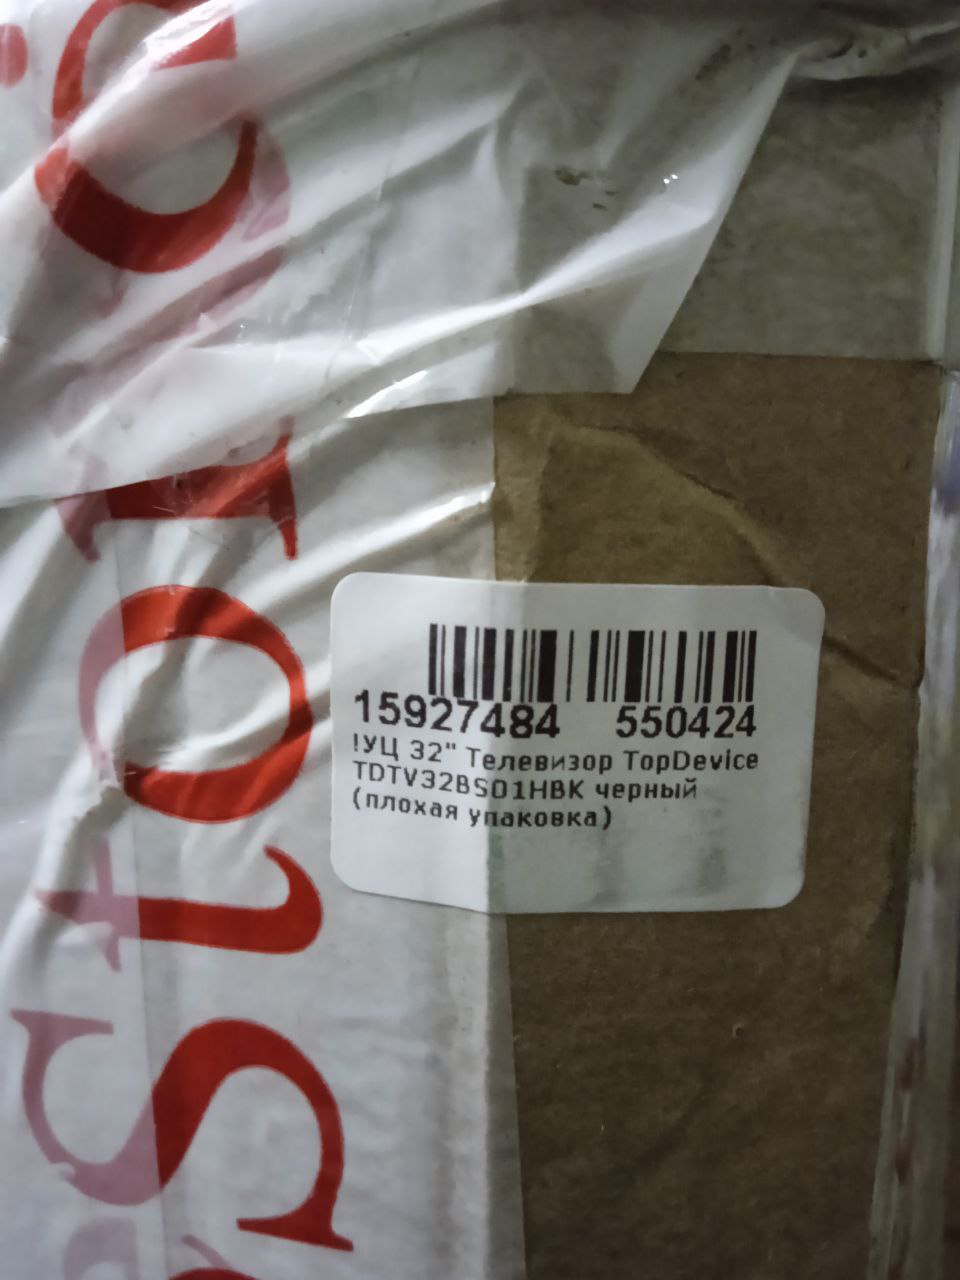 15927484 550424
!УЦ 32" Телевизор TopDevice
TDTV32BS01HBK черный
(плохая упаковка)